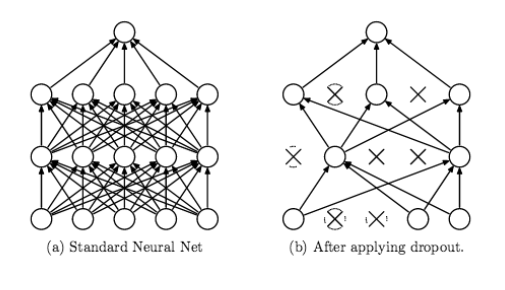 (a) Standard Neural Net
(b) After applying dropout.